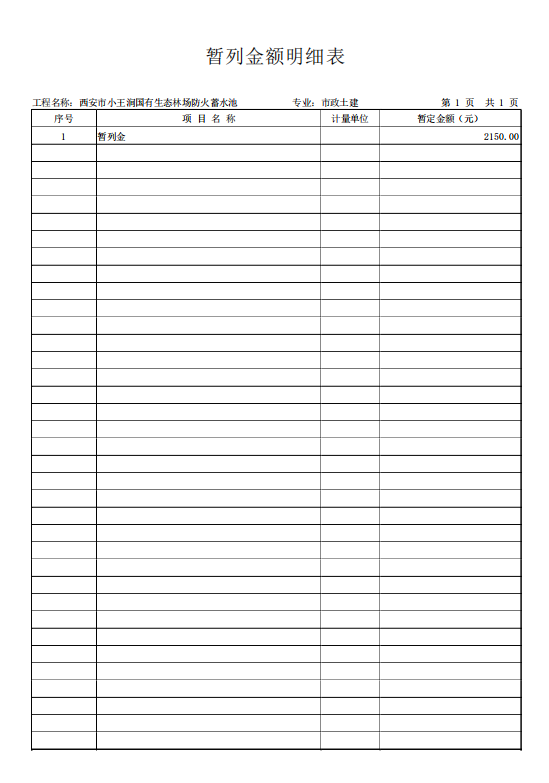 暂列金额明细表
工程名称：西安市小王涧国有生态林场防火蓄水池 专业：市政土建 第 1 页 共 1 页
序号 项 目 名 称 计量单位 暂定金额（元）
1 暂列金 2150.00